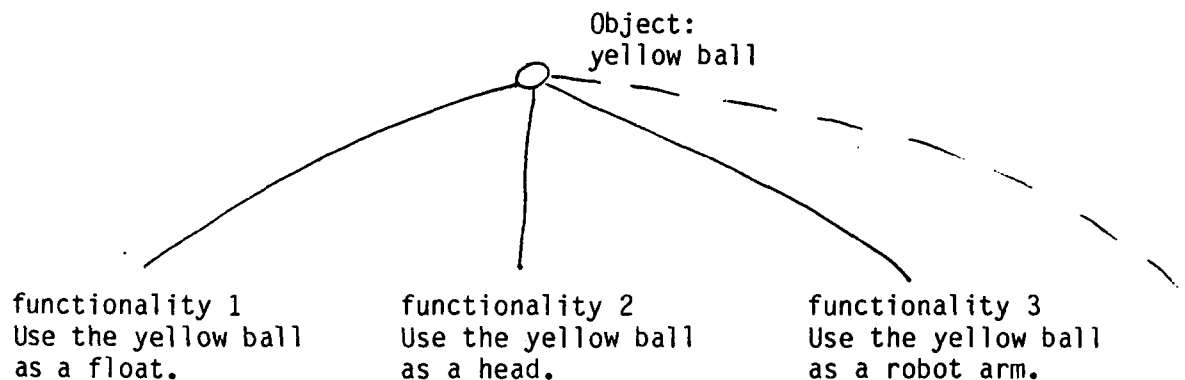 Object:
yellow ball
functionality 1
Use the yellow ball
as a float.
functionality 2
Use the yellow ball
as a head.
functionality 3
Use the yellow ball
as a robot arm.